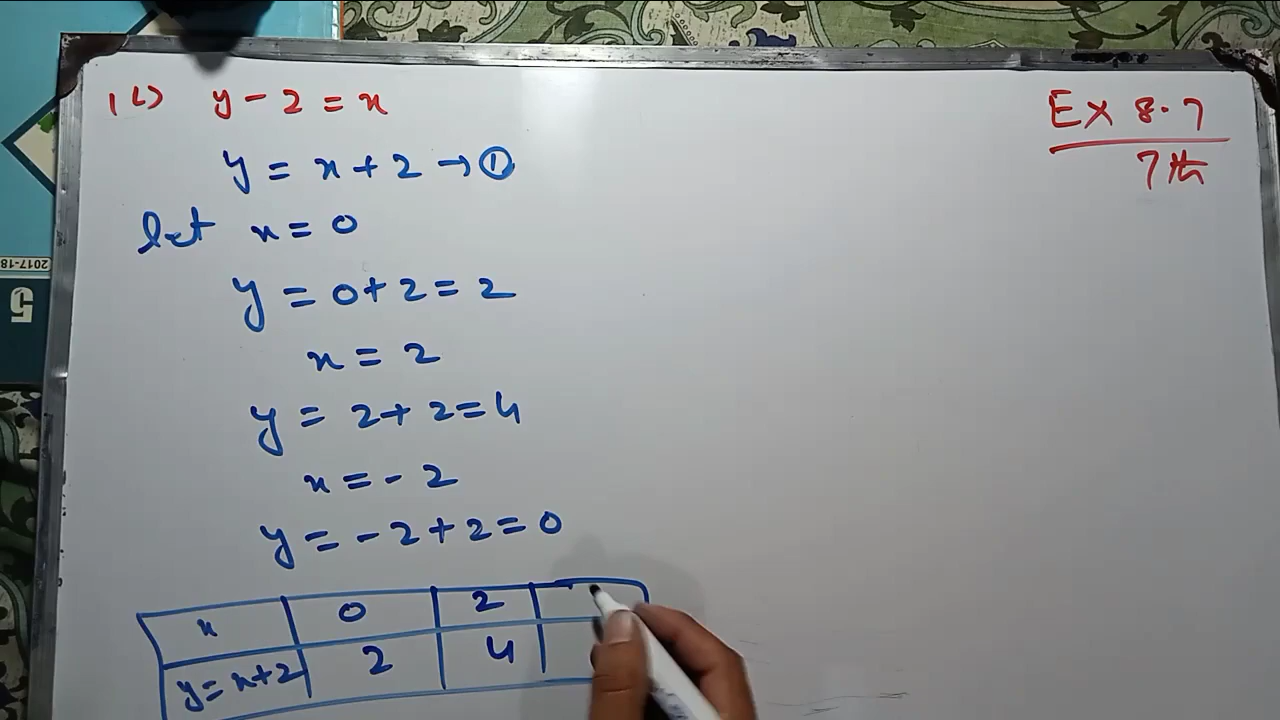 1 (i) y - 2 = x
Ex 8.7
7th
y = x + 2 → ①
let x = 0
y = 0 + 2 = 2
x = 2
y = 2 + 2 = 4
x = - 2
y = - 2 + 2 = 0
x 0 2
y = x+2 2 4
2017-18
5